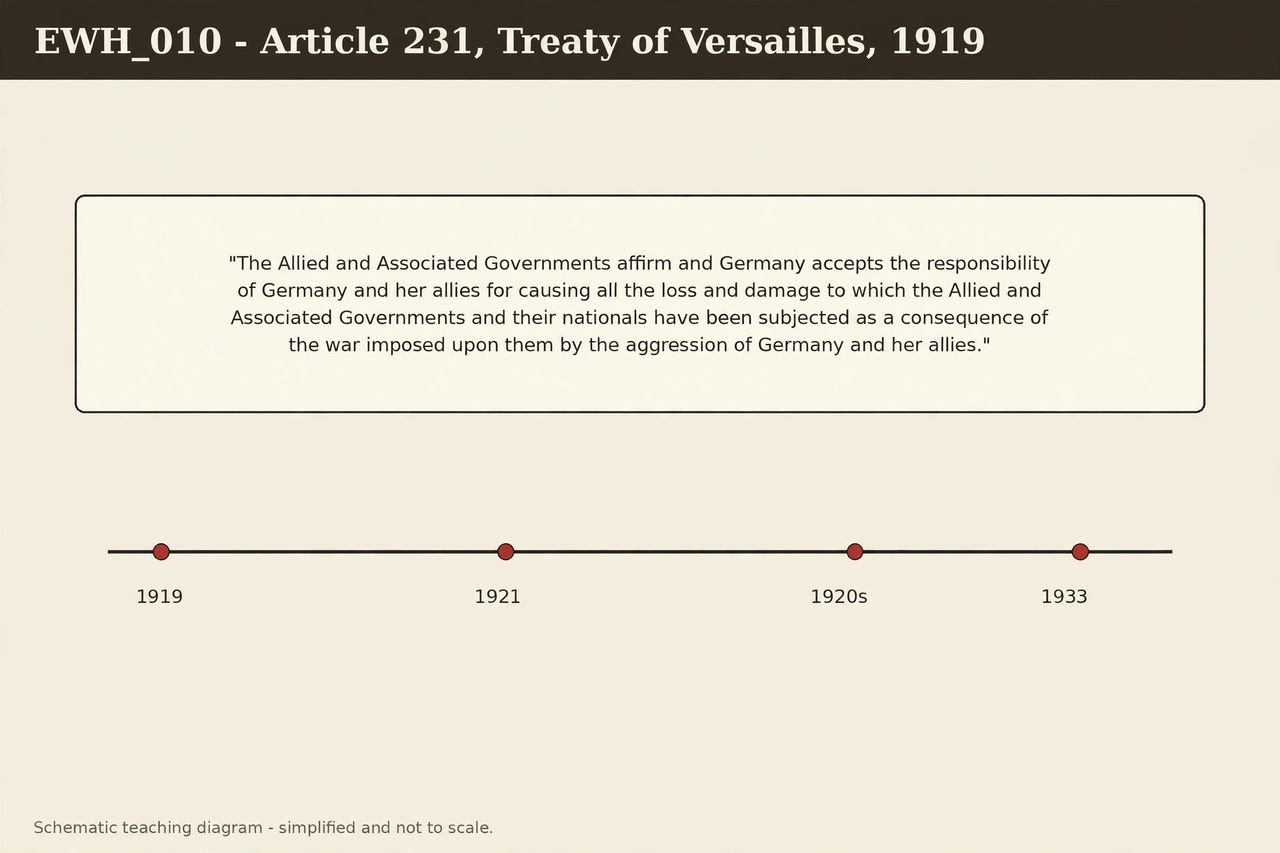 EWH_010 - Article 231, Treaty of Versailles, 1919
"The Allied and Associated Governments affirm and Germany accepts the responsibility
of Germany and her allies for causing all the loss and damage to which the Allied and
Associated Governments and their nationals have been subjected as a consequence of
the war imposed upon them by the aggression of Germany and her allies."
1919 1921 1920s 1933
Schematic teaching diagram - simplified and not to scale.